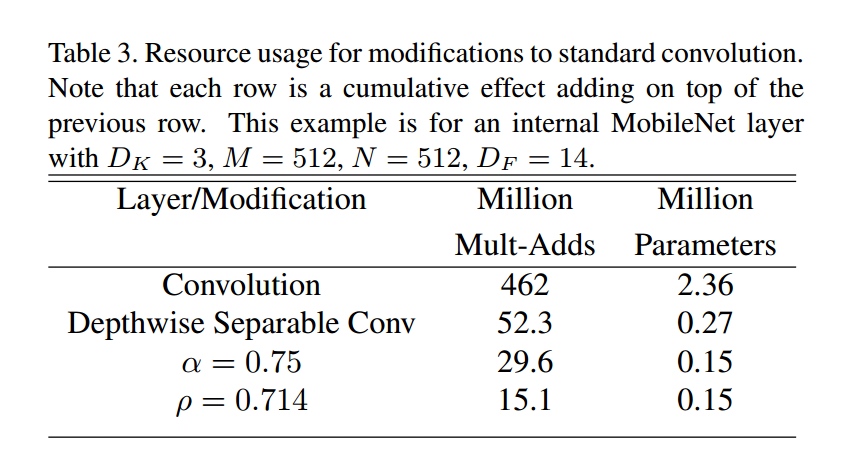 Table 3. Resource usage for modifications to standard convolution.
Note that each row is a cumulative effect adding on top of the
previous row. This example is for an internal MobileNet layer
with D_K = 3, M = 512, N = 512, D_F = 14.
Layer/Modification Million Million
Mult-Adds Parameters
Convolution 462 2.36
Depthwise Separable Conv 52.3 0.27
α = 0.75 29.6 0.15
ρ = 0.714 15.1 0.15